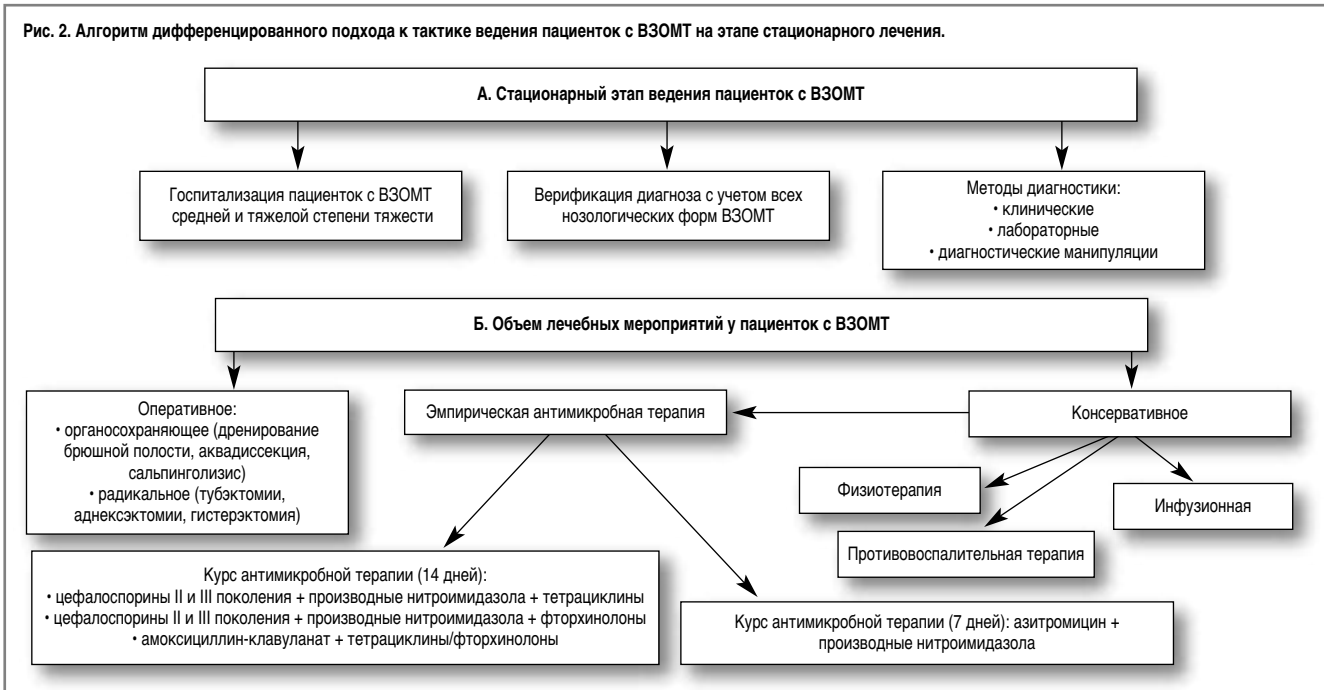 Рис. 2. Алгоритм дифференцированного подхода к тактике ведения пациенток с ВЗОМТ на этапе стационарного лечения.
А. Стационарный этап ведения пациенток с ВЗОМТ
Госпитализация пациенток с ВЗОМТ
средней и тяжелой степени тяжести
Верификация диагноза с учетом всех
нозологических форм ВЗОМТ
Методы диагностики:
• клинические
• лабораторные
• диагностические манипуляции
Б. Объем лечебных мероприятий у пациенток с ВЗОМТ
Оперативное:
• органосохраняющее (дренирование
брюшной полости, аквадиссекция,
сальпинголизис)
• радикальное (тубэктомии,
аднексэктомии, гистерэктомия)
Эмпирическая антимикробная терапия
Консервативное
Физиотерапия
Инфузионная
Противовоспалительная терапия
Курс антимикробной терапии (14 дней):
• цефалоспорины II и III поколения + производные нитроимидазола + тетрациклины
• цефалоспорины II и III поколения + производные нитроимидазола + фторхинолоны
• амоксициллин-клавуланат + тетрациклины/фторхинолоны
Курс антимикробной терапии (7 дней): азитромицин +
производные нитроимидазола